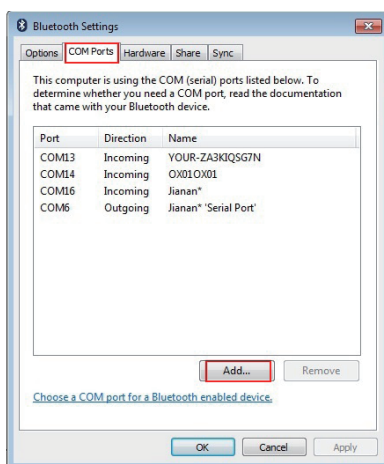 Bluetooth Settings
Options COM Ports Hardware Share Sync
This computer is using the COM (serial) ports listed below. To
determine whether you need a COM port, read the documentation
that came with your Bluetooth device.
Port Direction Name
COM13 Incoming YOUR-ZA3KIQSG7N
COM14 Incoming OX01OX01
COM16 Incoming Jianan*
COM6 Outgoing Jianan* 'Serial Port'
Add... Remove
Choose a COM port for a Bluetooth enabled device.
OK Cancel Apply